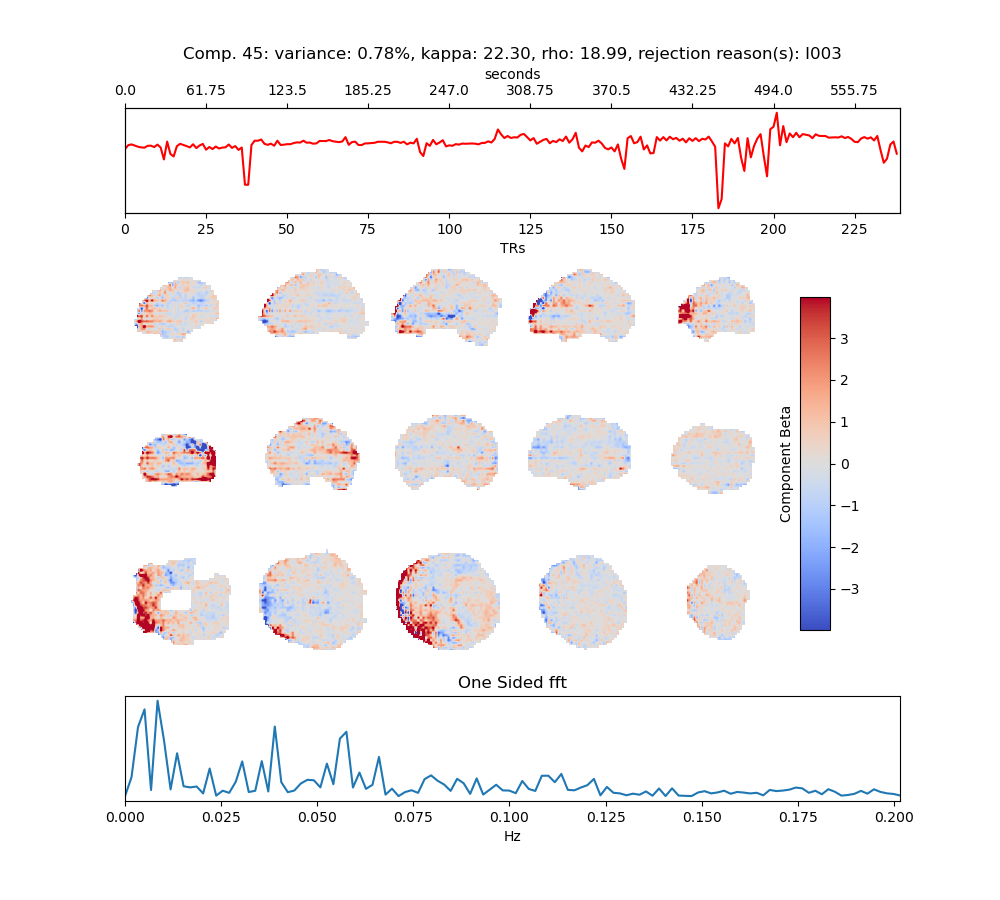 Comp. 45: variance: 0.78%, kappa: 22.30, rho: 18.99, rejection reason(s): I003
seconds
0.0 61.75 123.5 185.25 247.0 308.75 370.5 432.25 494.0 555.75
0 25 50 75 100 125 150 175 200 225
TRs
3
2
1
0
−1
−2
−3
Component Beta
One Sided fft
0.000 0.025 0.050 0.075 0.100 0.125 0.150 0.175 0.200
Hz